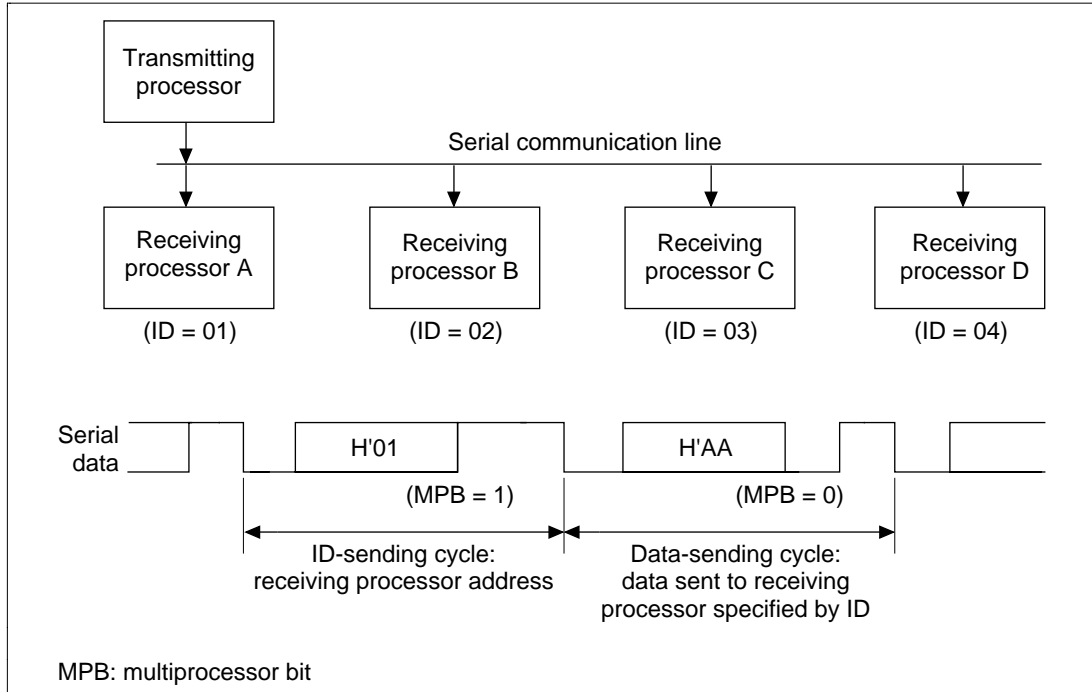 Transmitting
processor
Serial communication line
Receiving
processor A
Receiving
processor B
Receiving
processor C
Receiving
processor D
(ID = 01)
(ID = 02)
(ID = 03)
(ID = 04)
Serial
data
H'01
H'AA
(MPB = 1)
(MPB = 0)
ID-sending cycle:
receiving processor address
Data-sending cycle:
data sent to receiving
processor specified by ID
MPB: multiprocessor bit